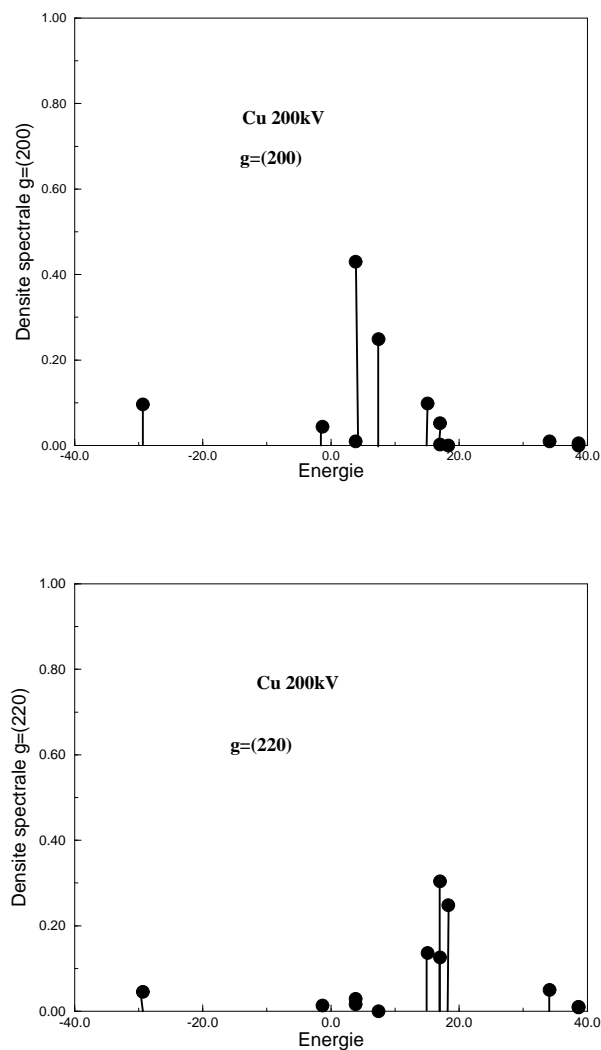 1.00
0.80
0.60
0.40
0.20
0.00
Densite spectrale g=(200)
Cu 200kV
g=(200)
-40.0 -20.0 0.0 20.0 40.0
Energie
1.00
0.80
0.60
0.40
0.20
0.00
Densite spectrale g=(220)
Cu 200kV
g=(220)
-40.0 -20.0 0.0 20.0 40.0
Energie